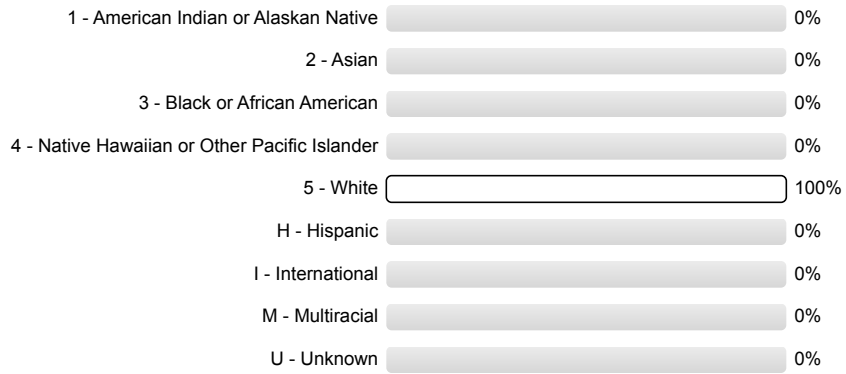 1 - American Indian or Alaskan Native 0%
2 - Asian 0%
3 - Black or African American 0%
4 - Native Hawaiian or Other Pacific Islander 0%
5 - White 100%
H - Hispanic 0%
I - International 0%
M - Multiracial 0%
U - Unknown 0%